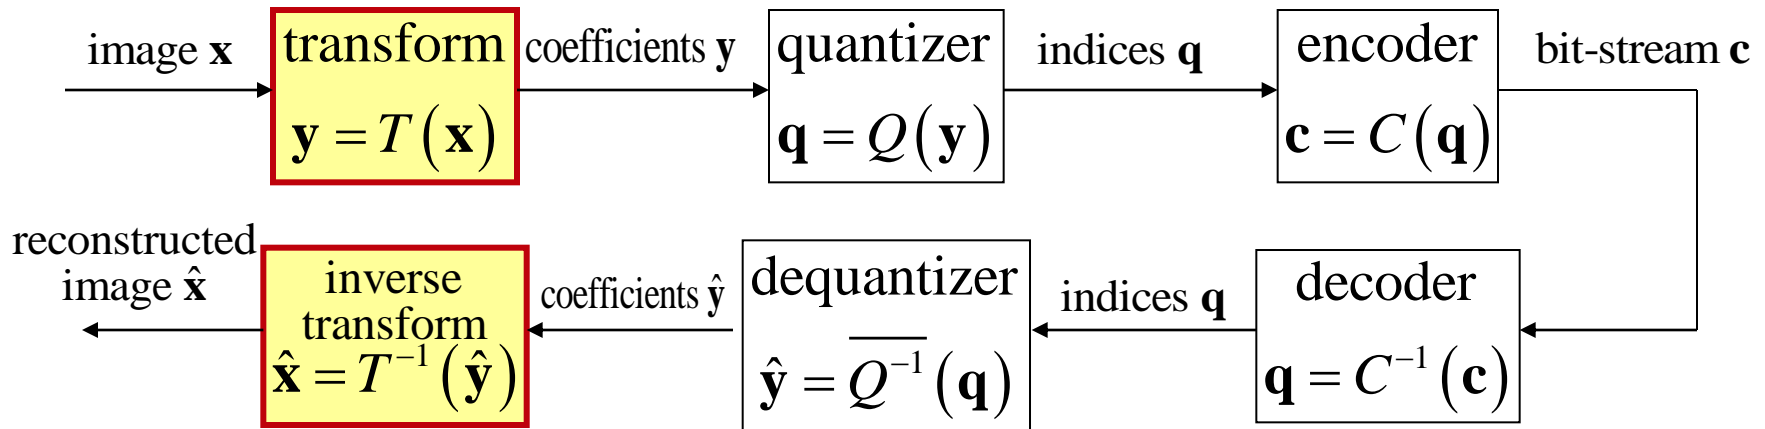 image x
transform
y = T(x)
coefficients y
quantizer
q = Q(y)
indices q
encoder
c = C(q)
bit-stream c
reconstructed
image x̂
inverse
transform
x̂ = T⁻¹(ŷ)
coefficients ŷ
dequantizer
ŷ = Q⁻¹̅(q)
indices q
decoder
q = C⁻¹(c)